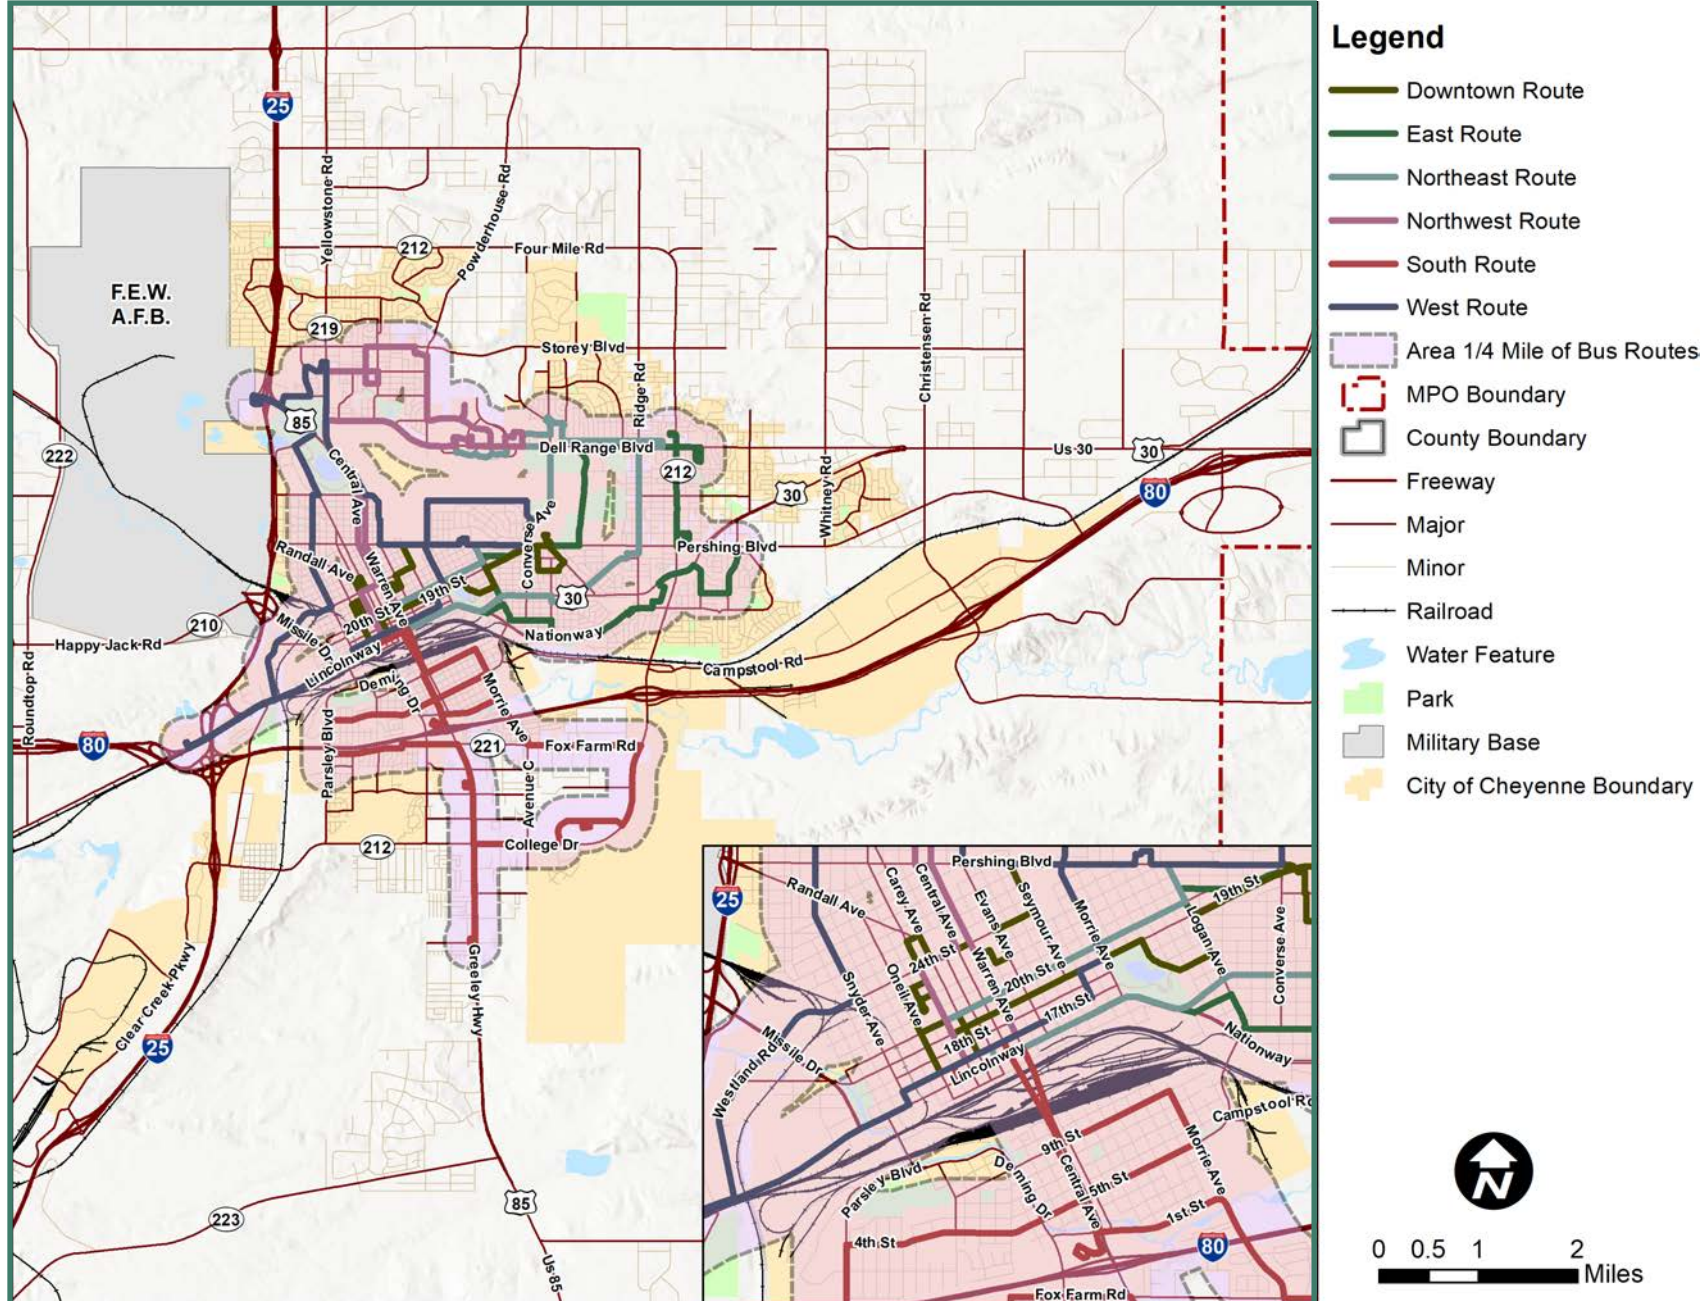 25
Yellowstone Rd
Powderhouse Rd
212
Four Mile Rd
F.E.W.
A.F.B.
219
Storey Blvd
Ridge Rd
Christensen Rd
85
222
Central Ave
Dell Range Blvd
212
Us 30
30
Whitney Rd
30
80
Converse Ave
Pershing Blvd
Randall Ave
Warren Ave
19th St
20th St
30
210
Happy Jack Rd
Missile Dr
Lincolnway
Nationway
Campstool Rd
Deming Dr
Morrie Ave
Roundtop Rd
80
Parsley Blvd
221
Fox Farm Rd
Avenue C
212
College Dr
Greeley Hwy
Clear Creek Pkwy
25
223
85
Us 85
Pershing Blvd
25
Randall Ave
Carey Ave
Central Ave
Evans Ave
Seymour Ave
Morrie Ave
19th St
Logan Ave
Converse Ave
24th St
Warren Ave
20th St
Oneil Ave
Snyder Ave
17th St
18th St
Lincolnway
Nationway
Missile Dr
Westland Rd
Campstool Rd
9th St
Morrie Ave
Parsley Blvd
Deming Dr
Central Ave
5th St
1st St
4th St
80
Fox Farm Rd
Legend
Downtown Route
East Route
Northeast Route
Northwest Route
South Route
West Route
Area 1/4 Mile of Bus Routes
MPO Boundary
County Boundary
Freeway
Major
Minor
Railroad
Water Feature
Park
Military Base
City of Cheyenne Boundary
N
0 0.5 1 2
Miles